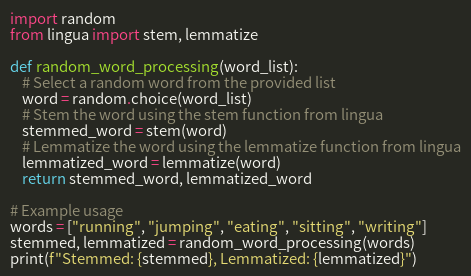 import random
from lingua import stem, lemmatize

def random_word_processing(word_list):
    # Select a random word from the provided list
    word = random.choice(word_list)
    # Stem the word using the stem function from lingua
    stemmed_word = stem(word)
    # Lemmatize the word using the lemmatize function from lingua
    lemmatized_word = lemmatize(word)
    return stemmed_word, lemmatized_word

# Example usage
words = ["running", "jumping", "eating", "sitting", "writing"]
stemmed, lemmatized = random_word_processing(words)
print(f"Stemmed: {stemmed}, Lemmatized: {lemmatized}")